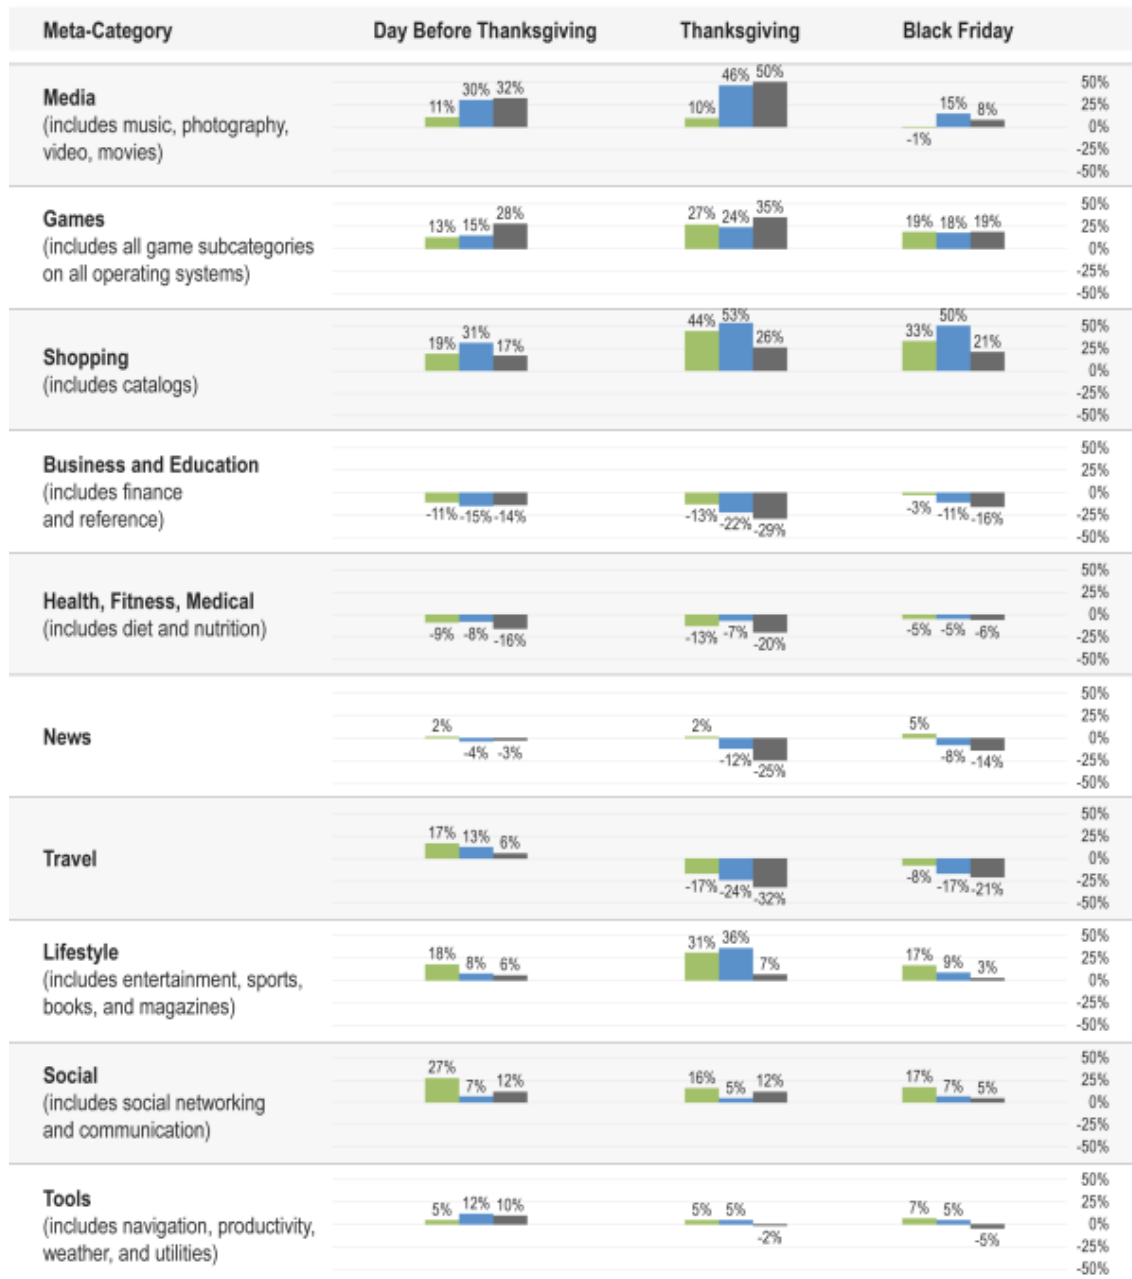 Meta-Category Day Before Thanksgiving Thanksgiving Black Friday
Media
(includes music, photography,
video, movies)
11% 30% 32%
10% 46% 50%
-1% 15% 8%
50%
25%
0%
-25%
-50%
Games
(includes all game subcategories
on all operating systems)
13% 15% 28%
27% 24% 35%
19% 18% 19%
50%
25%
0%
-25%
-50%
Shopping
(includes catalogs)
19% 31% 17%
44% 53% 26%
33% 50% 21%
50%
25%
0%
-25%
-50%
Business and Education
(includes finance
and reference)
-11% -15% -14%
-13% -22% -29%
-3% -11% -16%
50%
25%
0%
-25%
-50%
Health, Fitness, Medical
(includes diet and nutrition)
-9% -8% -16%
-13% -7% -20%
-5% -5% -6%
50%
25%
0%
-25%
-50%
News
2% -4% -3%
2% -12% -25%
5% -8% -14%
50%
25%
0%
-25%
-50%
Travel
17% 13% 6%
-17% -24% -32%
-8% -17% -21%
50%
25%
0%
-25%
-50%
Lifestyle
(includes entertainment, sports,
books, and magazines)
18% 8% 6%
31% 36% 7%
17% 9% 3%
50%
25%
0%
-25%
-50%
Social
(includes social networking
and communication)
27% 7% 12%
16% 5% 12%
17% 7% 5%
50%
25%
0%
-25%
-50%
Tools
(includes navigation, productivity,
weather, and utilities)
5% 12% 10%
5% 5% -2%
7% 5% -5%
50%
25%
0%
-25%
-50%